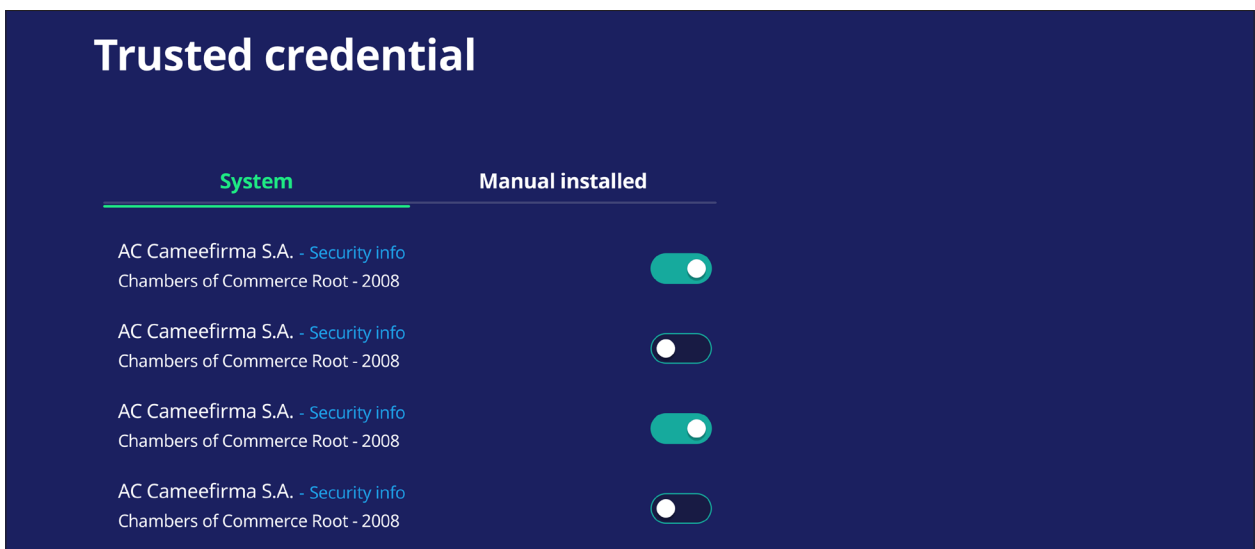 Trusted credential
System Manual installed
AC Cameefirma S.A. - Security info
Chambers of Commerce Root - 2008
AC Cameefirma S.A. - Security info
Chambers of Commerce Root - 2008
AC Cameefirma S.A. - Security info
Chambers of Commerce Root - 2008
AC Cameefirma S.A. - Security info
Chambers of Commerce Root - 2008